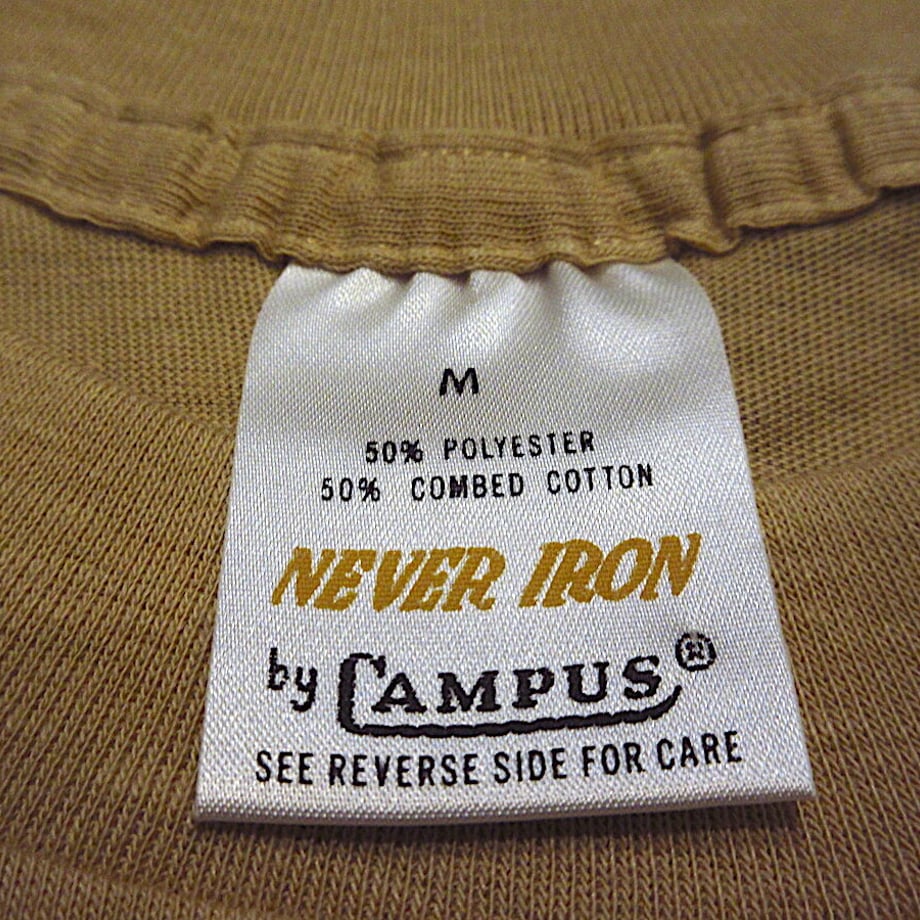 M
50% POLYESTER
50% COMBED COTTON
NEVER IRON
by CAMPUS®
SEE REVERSE SIDE FOR CARE